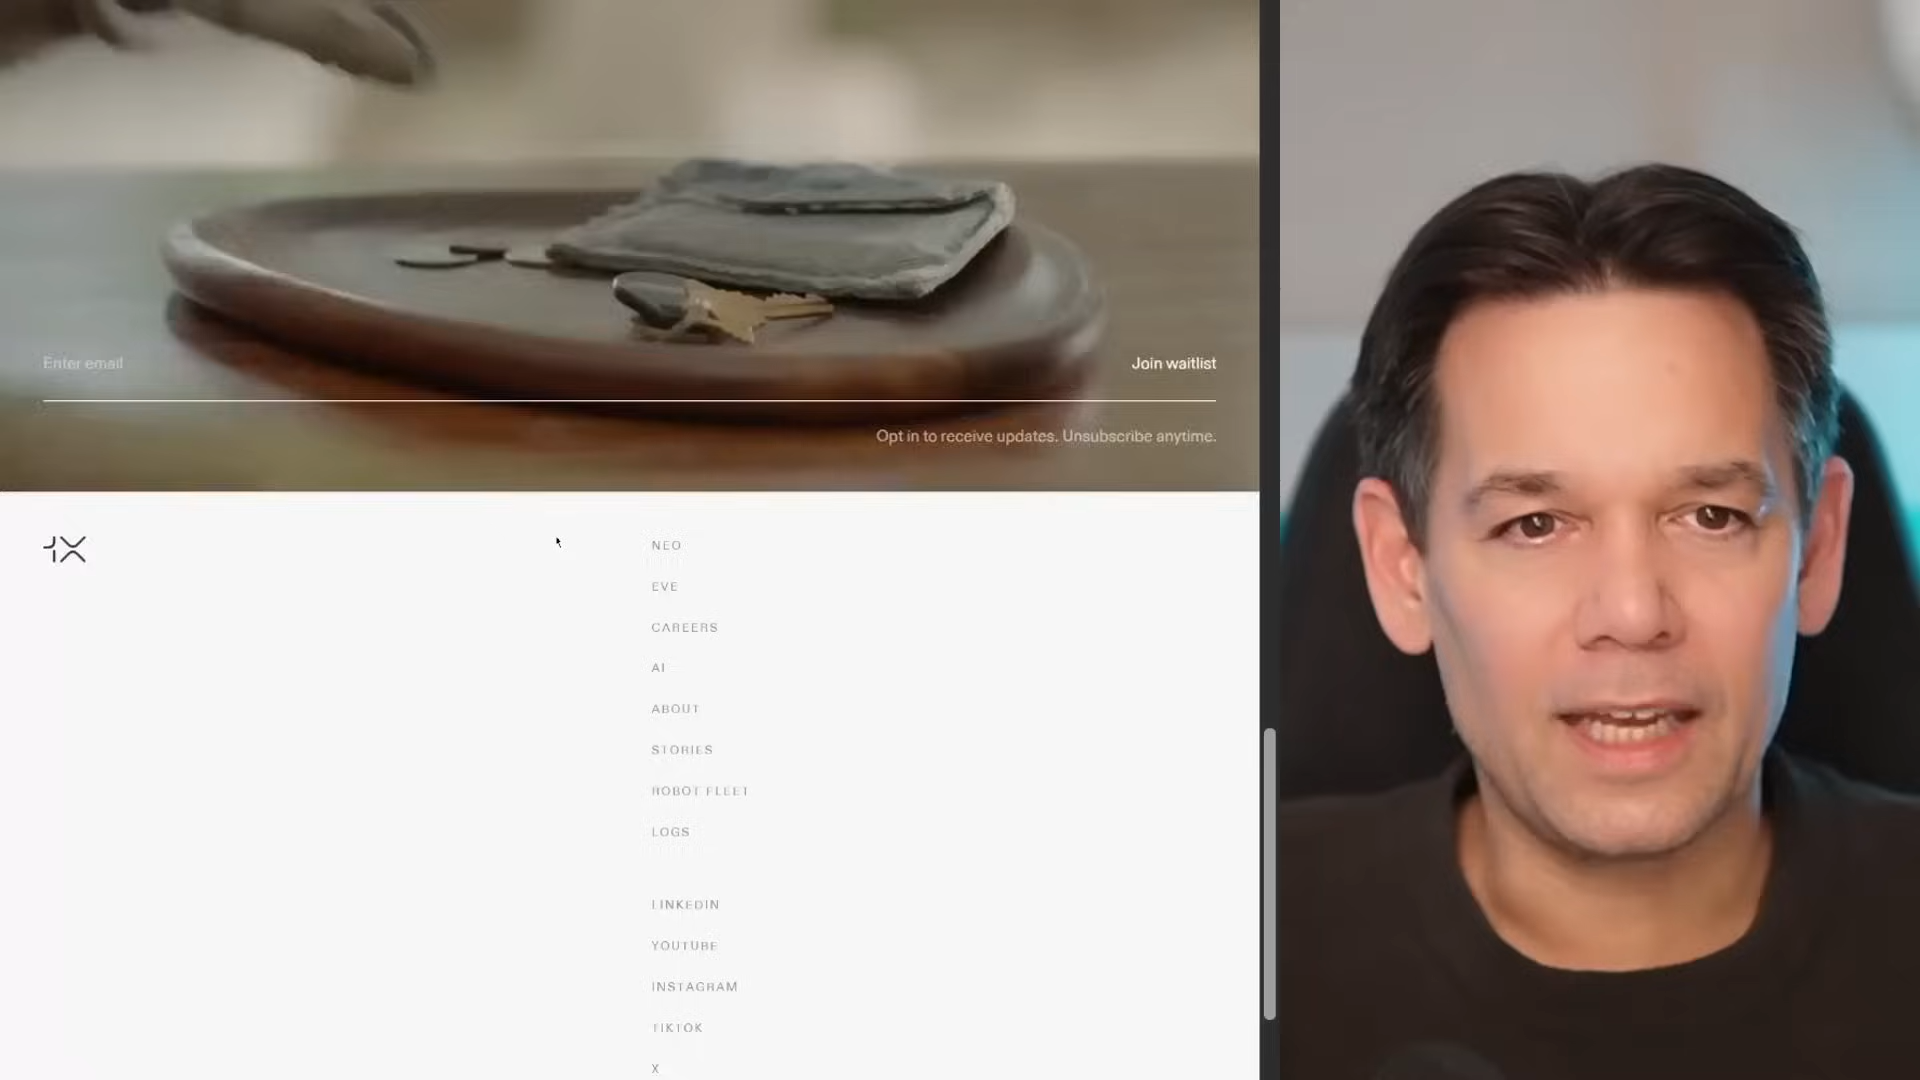 Enter email
Join waitlist
Opt in to receive updates. Unsubscribe anytime.
1X
NEO
EVE
CAREERS
AI
ABOUT
STORIES
ROBOT FLEET
LOGS
LINKEDIN
YOUTUBE
INSTAGRAM
TIKTOK
X